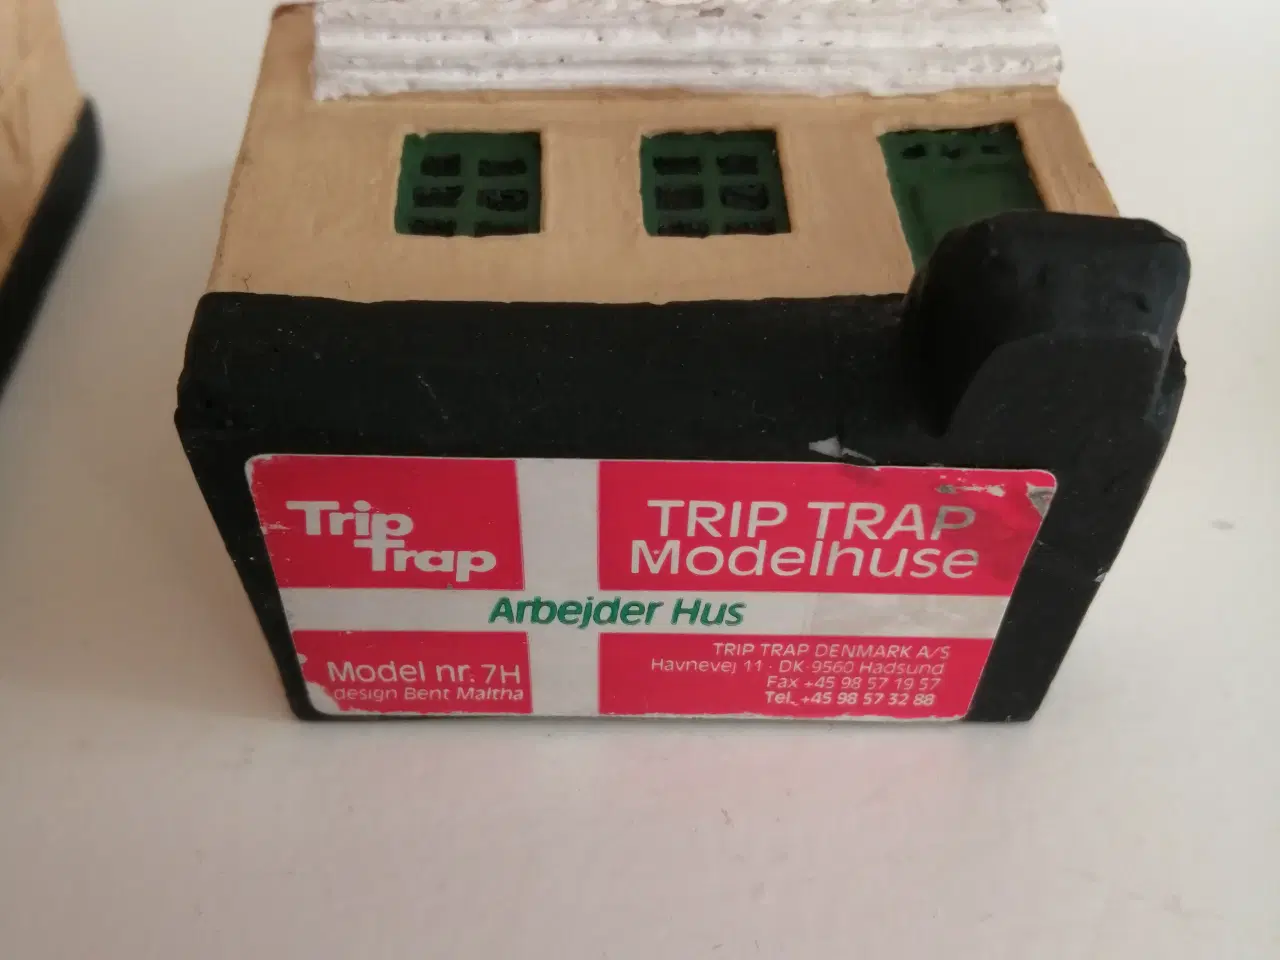 Trip
Trap
TRIP TRAP
Modelhuse
Arbejder Hus
Model nr. 7H
design Bent Maltha
TRIP TRAP DENMARK A/S
Havnevej 11 · DK-9560 Hadsund
Fax +45 98 57 19 57
Tel. +45 98 57 32 88